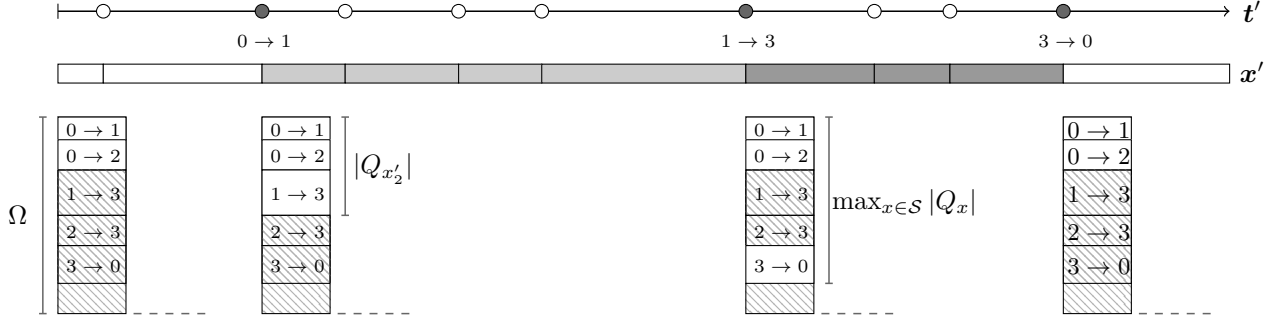 t′
0 → 1 1 → 3 3 → 0
x′
0 → 1 0 → 1 0 → 1 0 → 1
0 → 2 0 → 2 0 → 2 0 → 2
|Q_{x′_2}|
1 → 3 1 → 3 1 → 3 1 → 3
Ω max_{x∈𝒮} |Q_x|
2 → 3 2 → 3 2 → 3 2 → 3
3 → 0 3 → 0 3 → 0 3 → 0